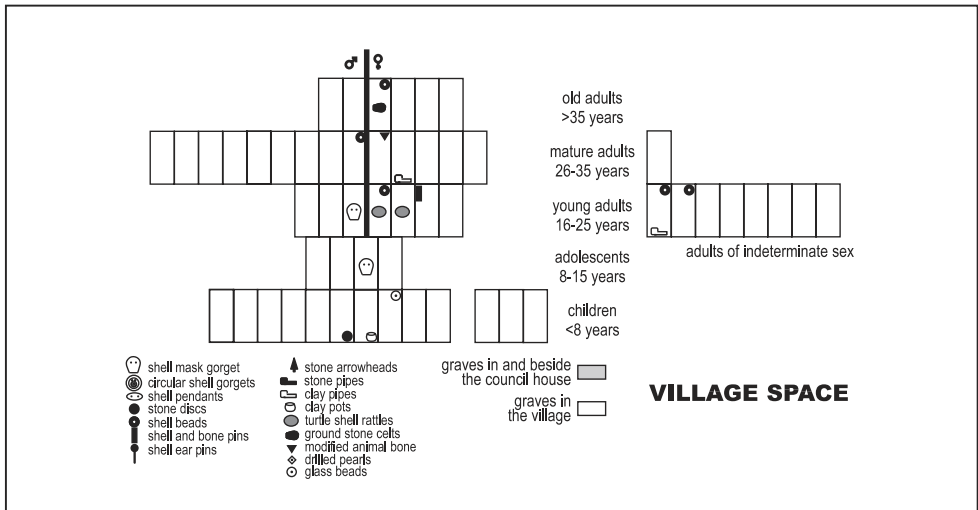 ♂ ♀
old adults
>35 years
mature adults
26-35 years
young adults
16-25 years
adults of indeterminate sex
adolescents
8-15 years
children
<8 years
shell mask gorget
circular shell gorgets
shell pendants
stone discs
shell beads
shell and bone pins
shell ear pins
stone arrowheads
stone pipes
clay pipes
clay pots
turtle shell rattles
ground stone celts
modified animal bone
drilled pearls
glass beads
graves in and beside
the council house
graves in
the village
VILLAGE SPACE